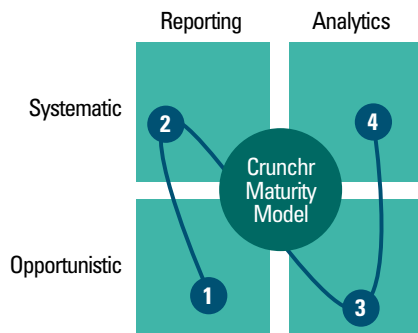 Reporting
Analytics
Systematic
2
4
Crunchr
Maturity
Model
Opportunistic
1
3